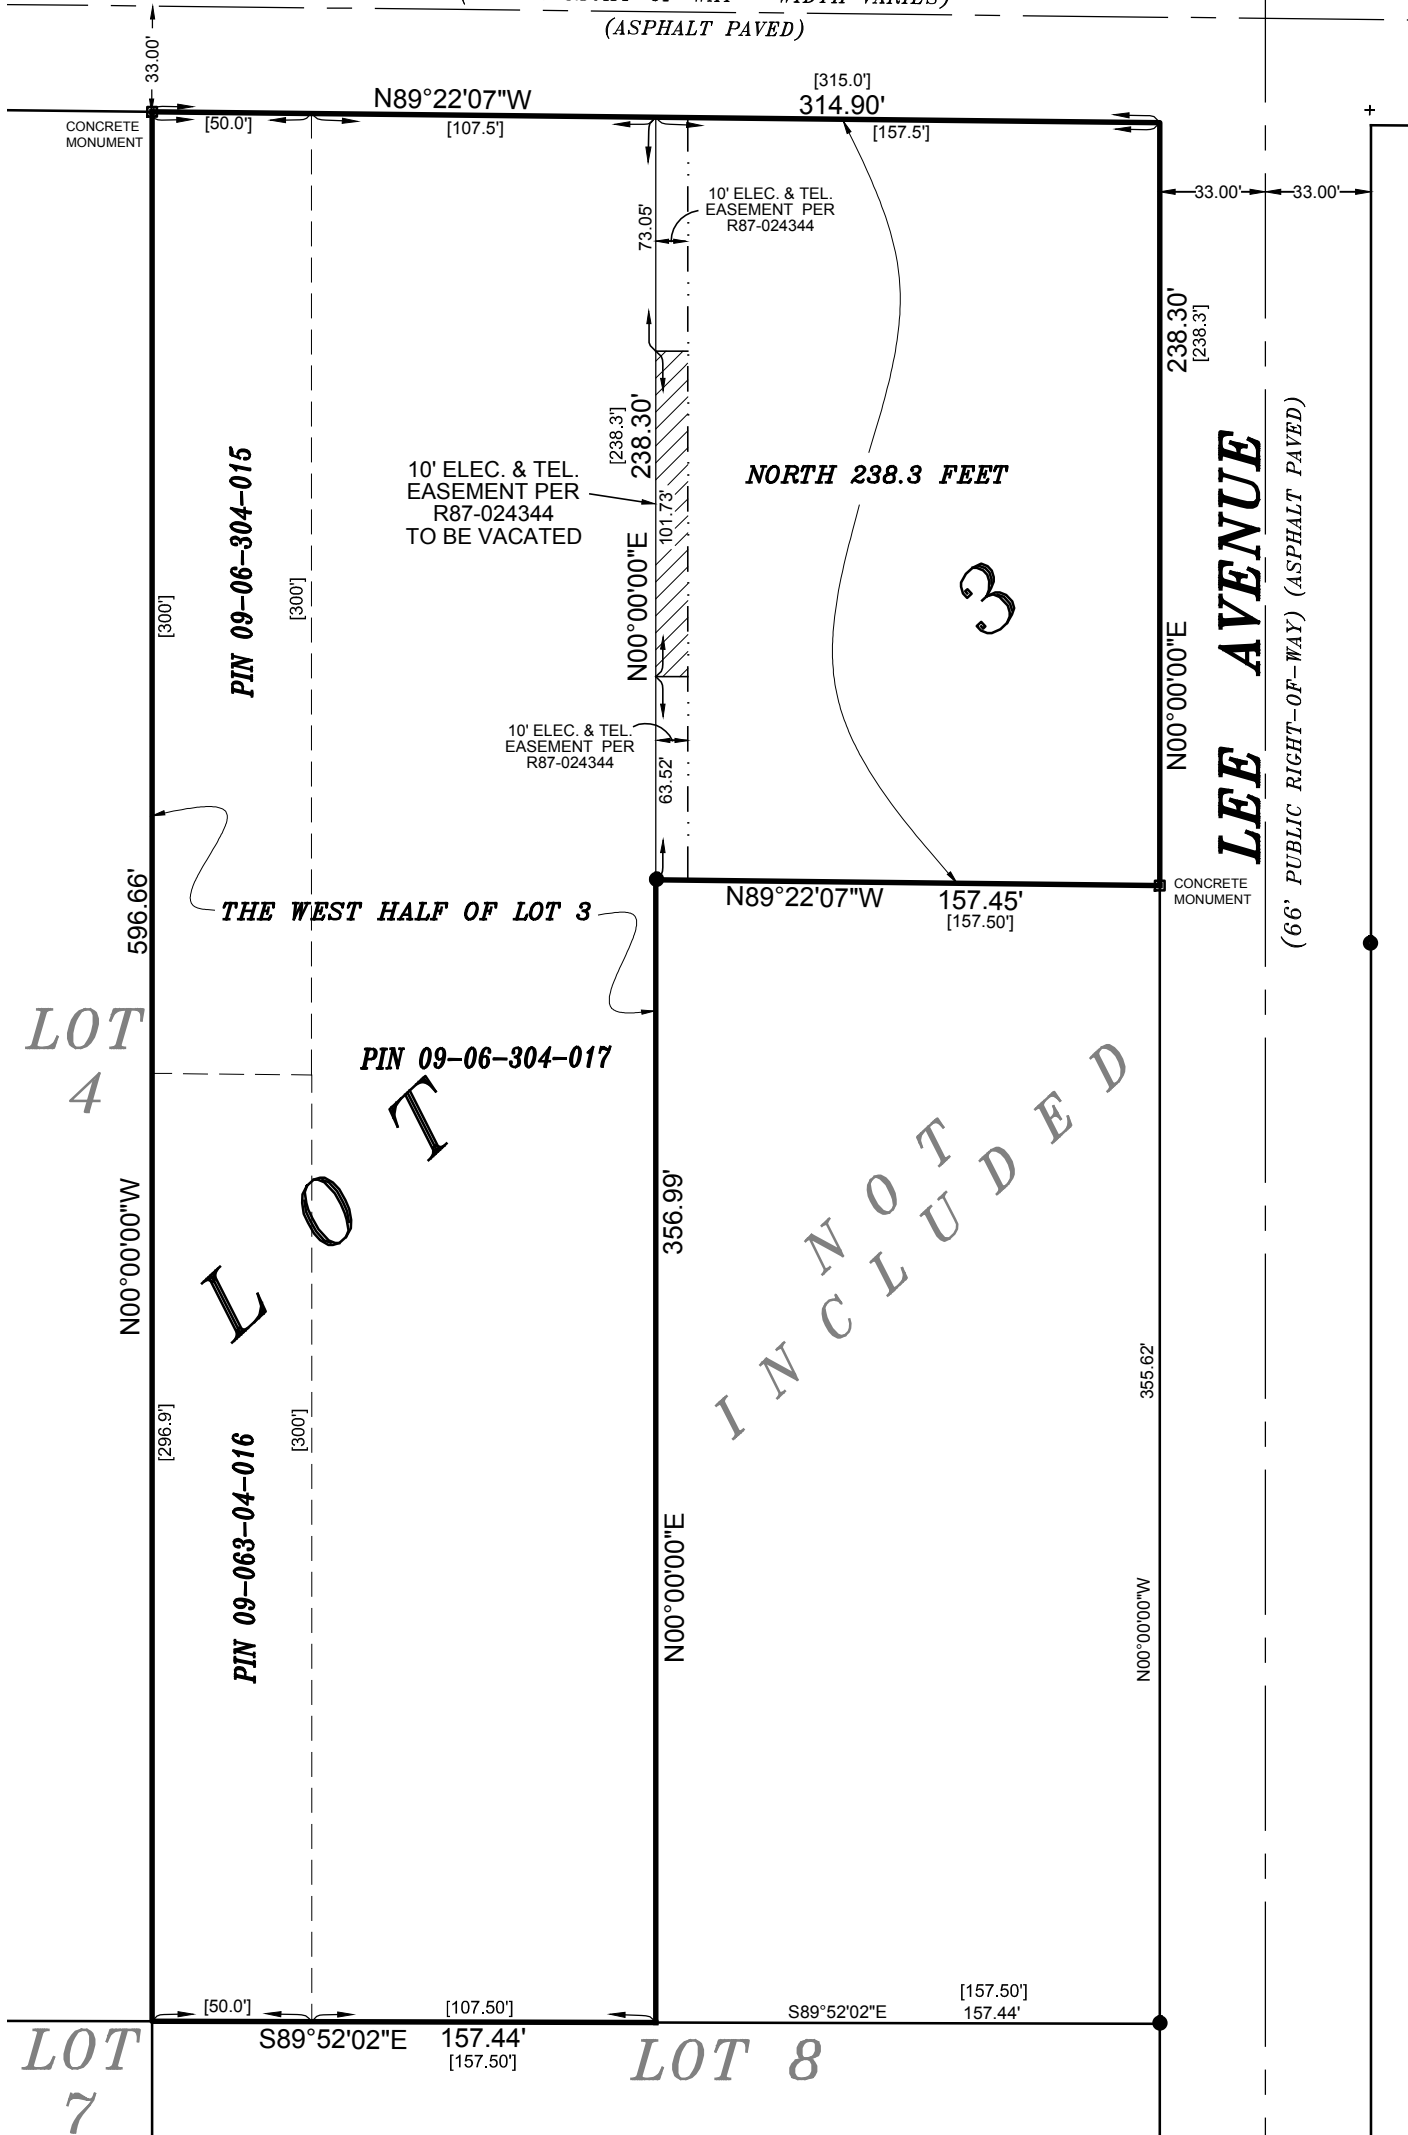 (ASPHALT PAVED)
33.00'
[315.0']
N89°22'07"W
314.90'
[50.0']
[107.5']
[157.5']
CONCRETE
MONUMENT
10' ELEC. & TEL.
EASEMENT PER
R87-024344
33.00'
33.00'
73.05'
238.30'
[238.3']
[238.3']
238.30'
10' ELEC. & TEL.
EASEMENT PER
R87-024344
TO BE VACATED
101.73'
NORTH 238.3 FEET
N00°00'00"E
3
PIN 09-06-304-015
[300']
[300']
N00°00'00"E
LEE AVENUE
(66' PUBLIC RIGHT-OF-WAY) (ASPHALT PAVED)
10' ELEC. & TEL.
EASEMENT PER
R87-024344
63.52'
596.66'
THE WEST HALF OF LOT 3
N89°22'07"W
157.45'
[157.50']
CONCRETE
MONUMENT
LOT
4
PIN 09-06-304-017
LOT
NOT
INCLUDED
356.99'
N00°00'00"W
355.62'
[296.9']
[300']
PIN 09-063-04-016
N00°00'00"E
N00°00'00"W
[50.0']
[107.50']
[157.50']
S89°52'02"E
157.44'
S89°52'02"E
157.44'
[157.50']
LOT
7
LOT 8